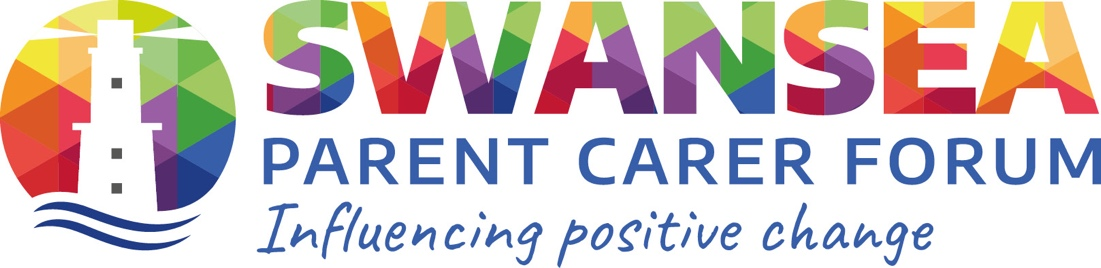 SWANSEA
PARENT CARER FORUM
Influencing positive change